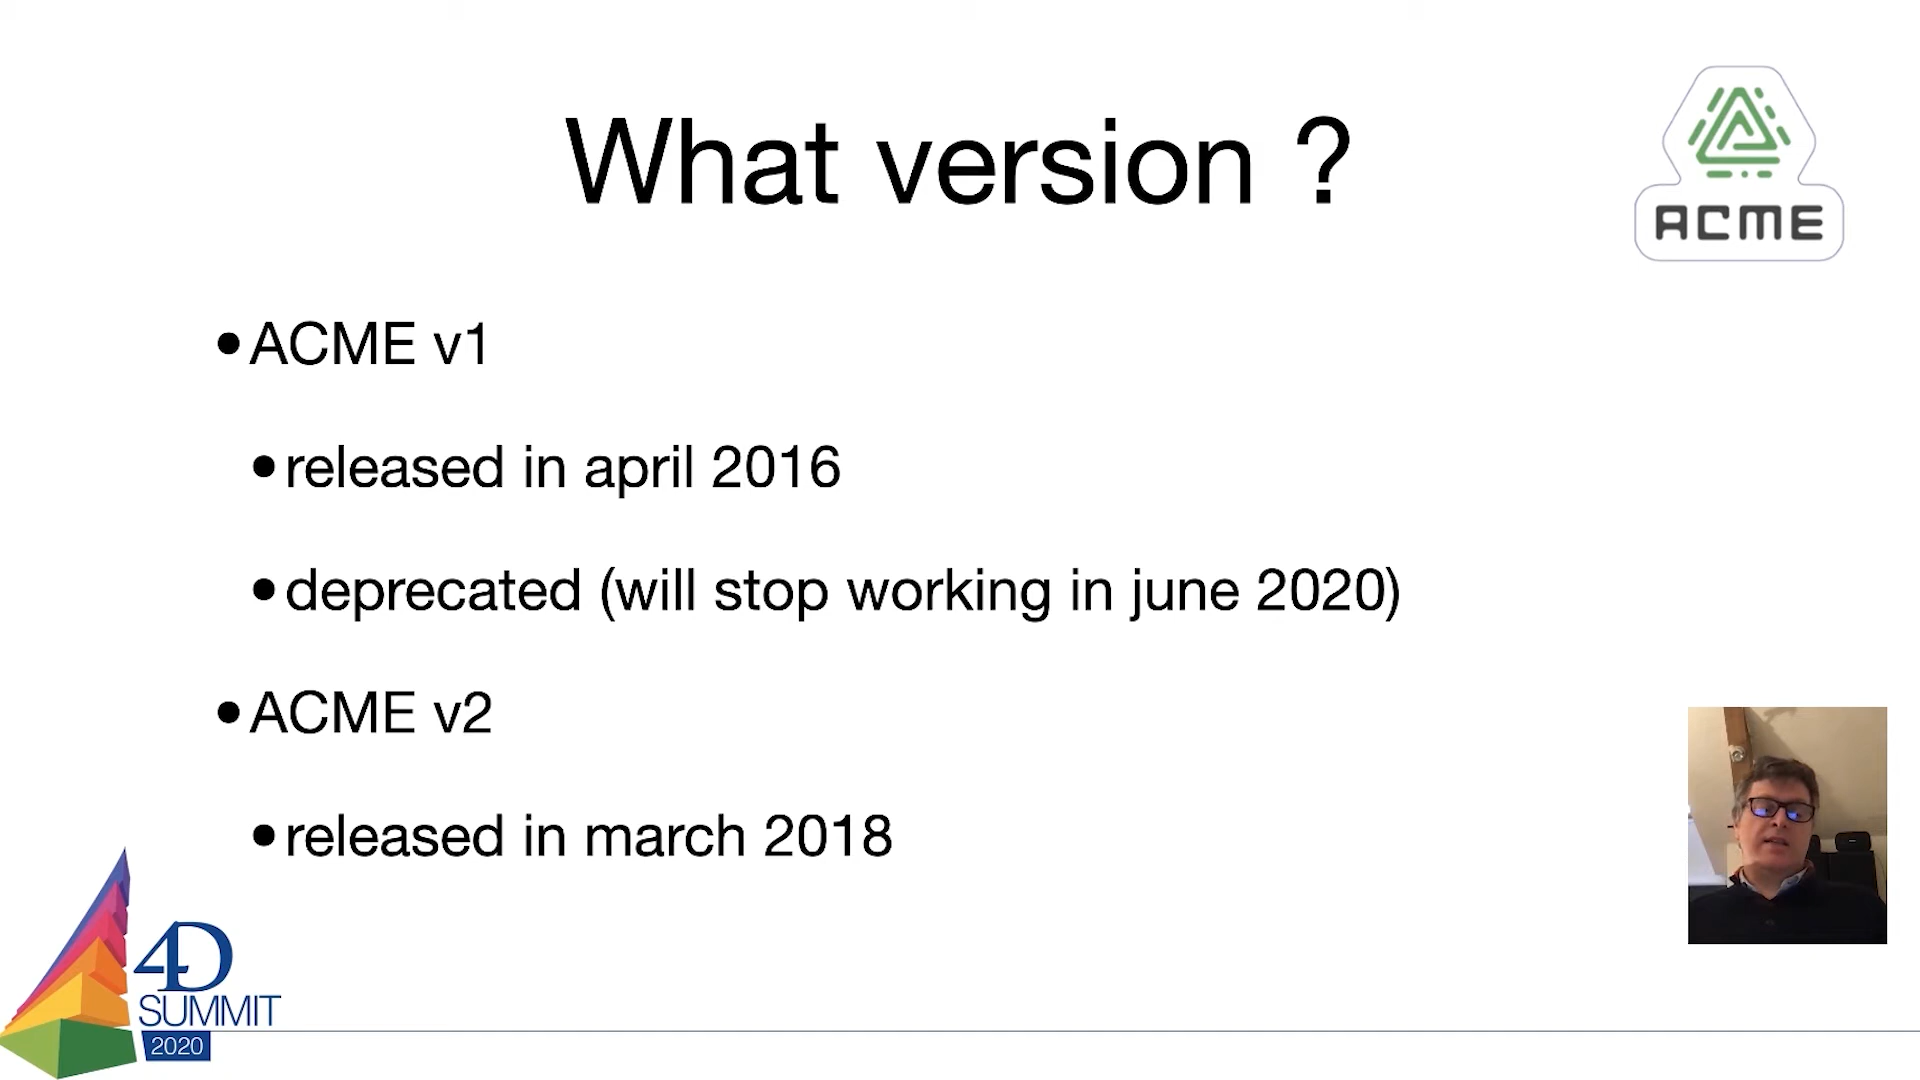 What version ?
ACME
•ACME v1
•released in april 2016
•deprecated (will stop working in june 2020)
•ACME v2
•released in march 2018
4D
SUMMIT
2020